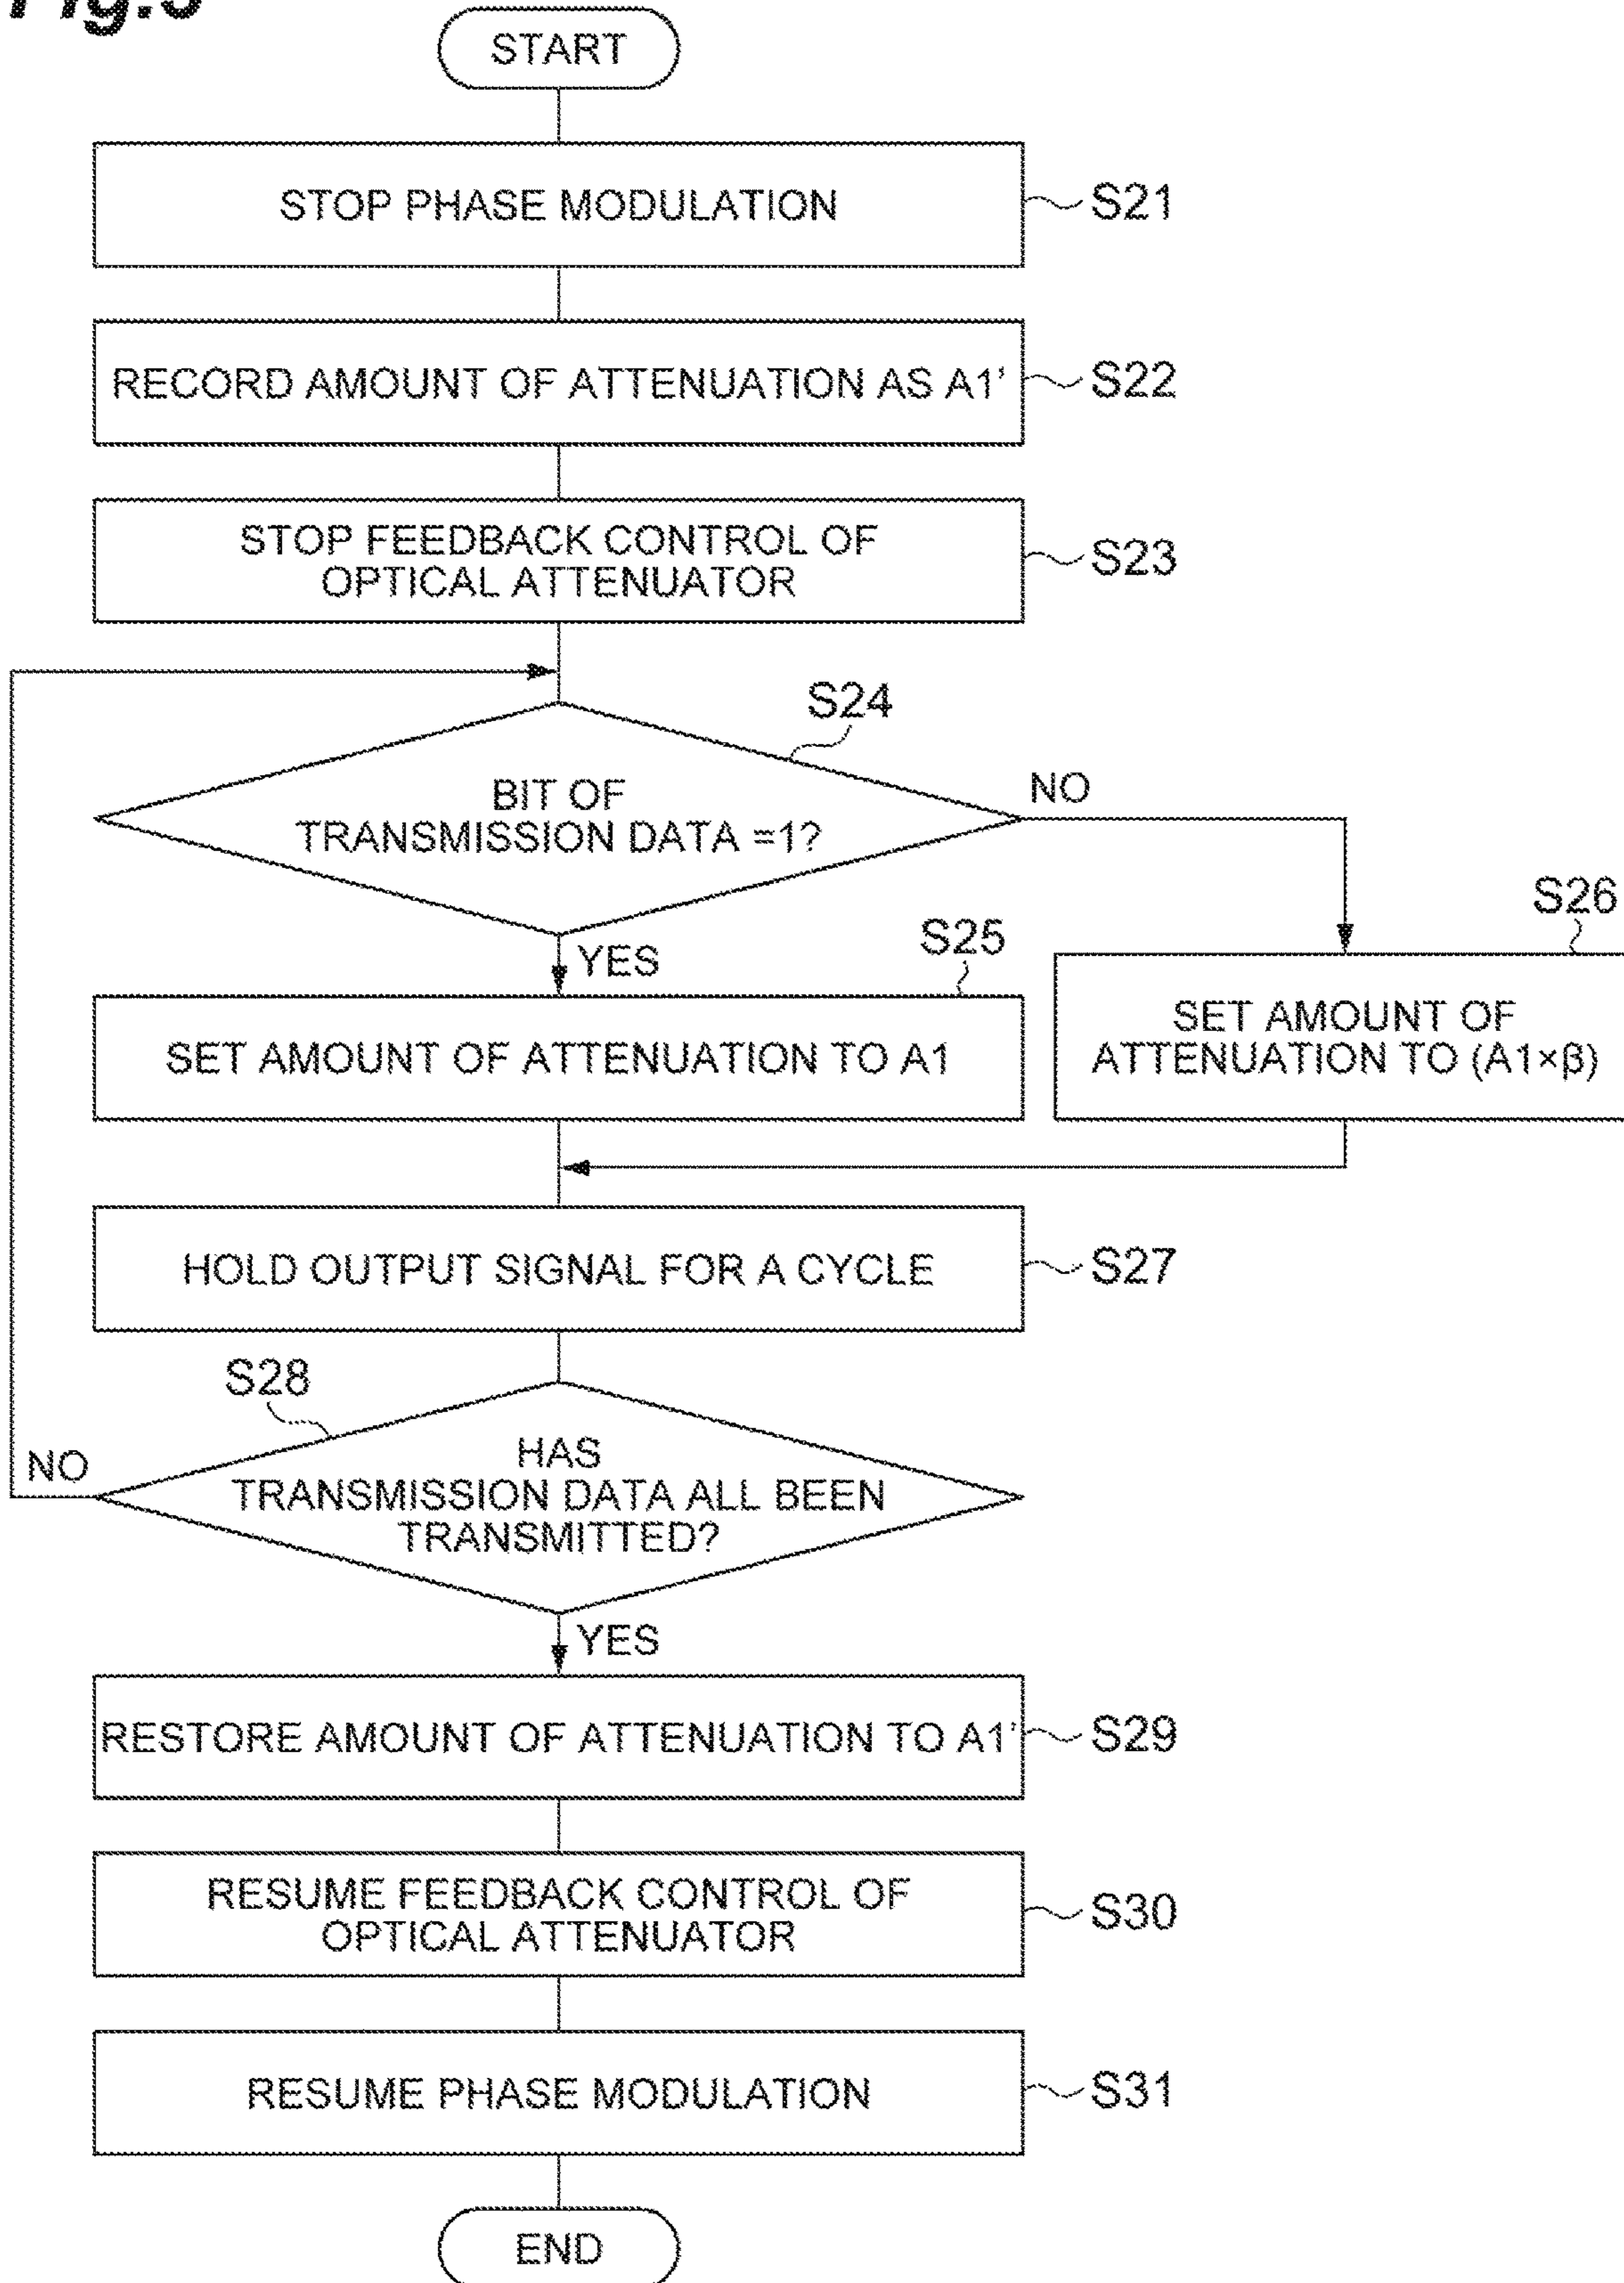 Fig.5
START
STOP PHASE MODULATION
S21
RECORD AMOUNT OF ATTENUATION AS A1’
S22
STOP FEEDBACK CONTROL OF
OPTICAL ATTENUATOR
S23
S24
BIT OF
TRANSMISSION DATA =1?
NO
YES
S25
SET AMOUNT OF ATTENUATION TO A1
S26
SET AMOUNT OF
ATTENUATION TO (A1×β)
HOLD OUTPUT SIGNAL FOR A CYCLE
S27
S28
HAS
TRANSMISSION DATA ALL BEEN
TRANSMITTED?
NO
YES
RESTORE AMOUNT OF ATTENUATION TO A1’
S29
RESUME FEEDBACK CONTROL OF
OPTICAL ATTENUATOR
S30
RESUME PHASE MODULATION
S31
END